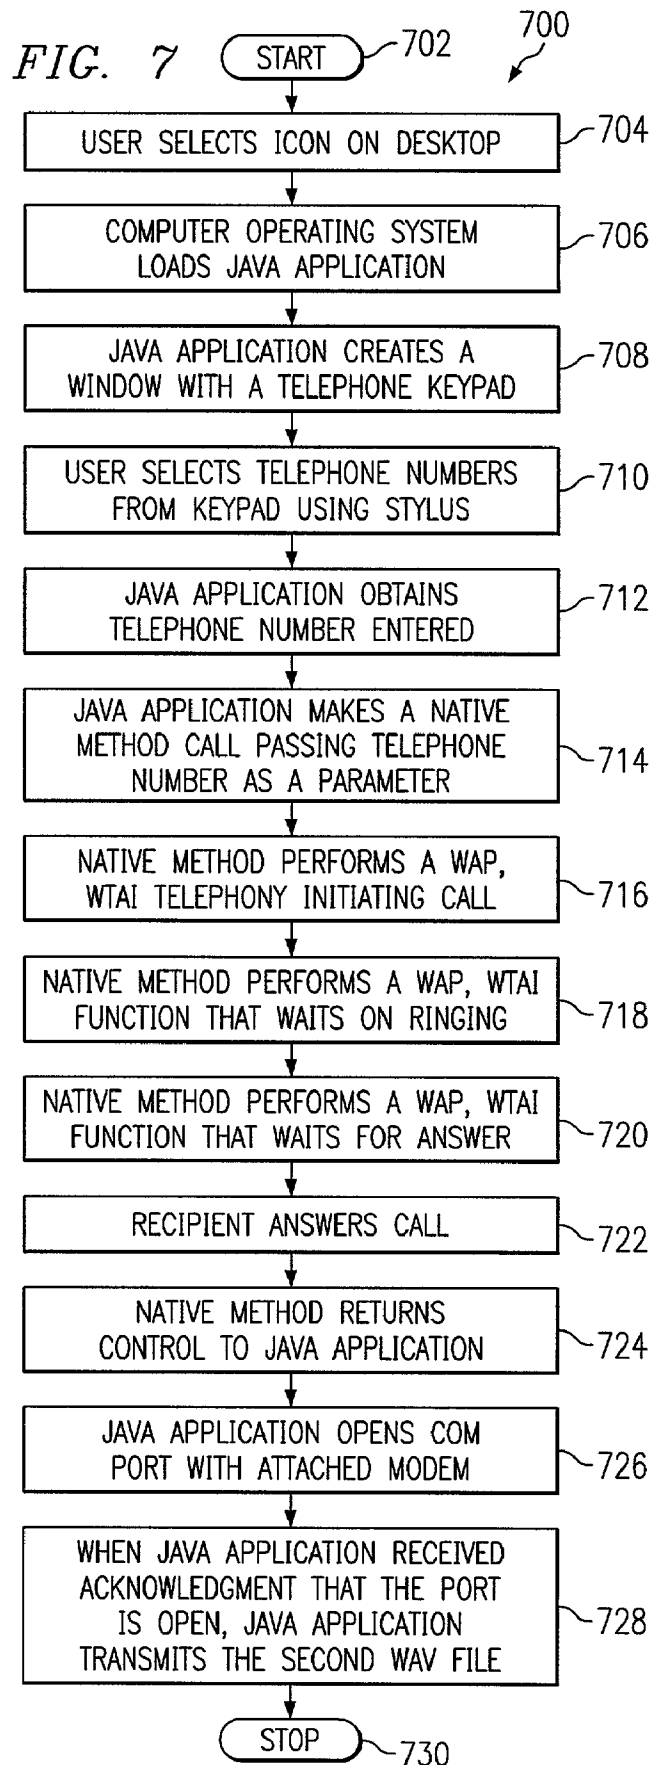 FIG. 7
START
702
700
USER SELECTS ICON ON DESKTOP
704
COMPUTER OPERATING SYSTEM
LOADS JAVA APPLICATION
706
JAVA APPLICATION CREATES A
WINDOW WITH A TELEPHONE KEYPAD
708
USER SELECTS TELEPHONE NUMBERS
FROM KEYPAD USING STYLUS
710
JAVA APPLICATION OBTAINS
TELEPHONE NUMBER ENTERED
712
JAVA APPLICATION MAKES A NATIVE
METHOD CALL PASSING TELEPHONE
NUMBER AS A PARAMETER
714
NATIVE METHOD PERFORMS A WAP,
WTAI TELEPHONY INITIATING CALL
716
NATIVE METHOD PERFORMS A WAP, WTAI
FUNCTION THAT WAITS ON RINGING
718
NATIVE METHOD PERFORMS A WAP, WTAI
FUNCTION THAT WAITS FOR ANSWER
720
RECIPIENT ANSWERS CALL
722
NATIVE METHOD RETURNS
CONTROL TO JAVA APPLICATION
724
JAVA APPLICATION OPENS COM
PORT WITH ATTACHED MODEM
726
WHEN JAVA APPLICATION RECEIVED
ACKNOWLEDGMENT THAT THE PORT
IS OPEN, JAVA APPLICATION
TRANSMITS THE SECOND WAV FILE
728
STOP
730